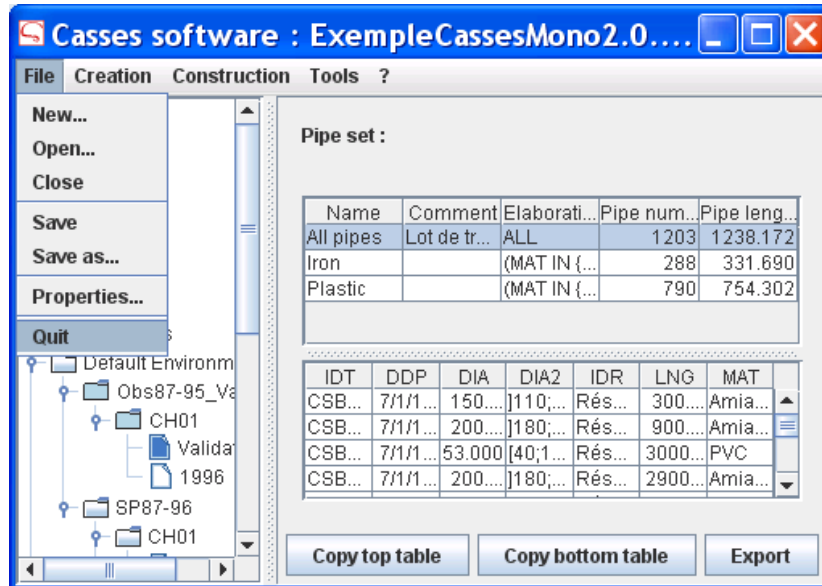 Casses software : ExempleCassesMono2.0....
File Creation Construction Tools ?
New...
Open...
Close
Save
Save as...
Properties...
Quit
Default Environm
Obs87-95_Va
CH01
Valida
1996
SP87-96
CH01
Pipe set :
Name Comment Elaborati... Pipe num... Pipe leng...
All pipes Lot de tr... ALL 1203 1238.172
Iron (MAT IN {... 288 331.690
Plastic (MAT IN {... 790 754.302
IDT DDP DIA DIA2 IDR LNG MAT
CSB... 7/1/1... 150.... ]110;... Rés... 300... Amia...
CSB... 7/1/1... 200.... ]180;... Rés... 900... Amia...
CSB... 7/1/1... 53.000 [40;1... Rés... 3000... PVC
CSB... 7/1/1... 200.... ]180;... Rés... 2900... Amia...
Copy top table Copy bottom table Export